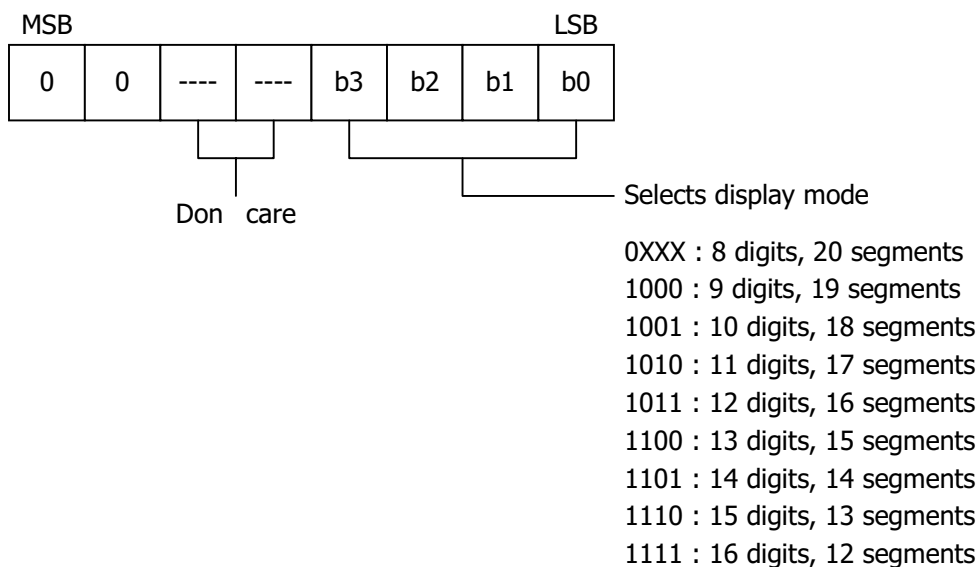 MSB LSB
0 0 ---- ---- b3 b2 b1 b0
Selects display mode
Don care
0XXX : 8 digits, 20 segments
1000 : 9 digits, 19 segments
1001 : 10 digits, 18 segments
1010 : 11 digits, 17 segments
1011 : 12 digits, 16 segments
1100 : 13 digits, 15 segments
1101 : 14 digits, 14 segments
1110 : 15 digits, 13 segments
1111 : 16 digits, 12 segments